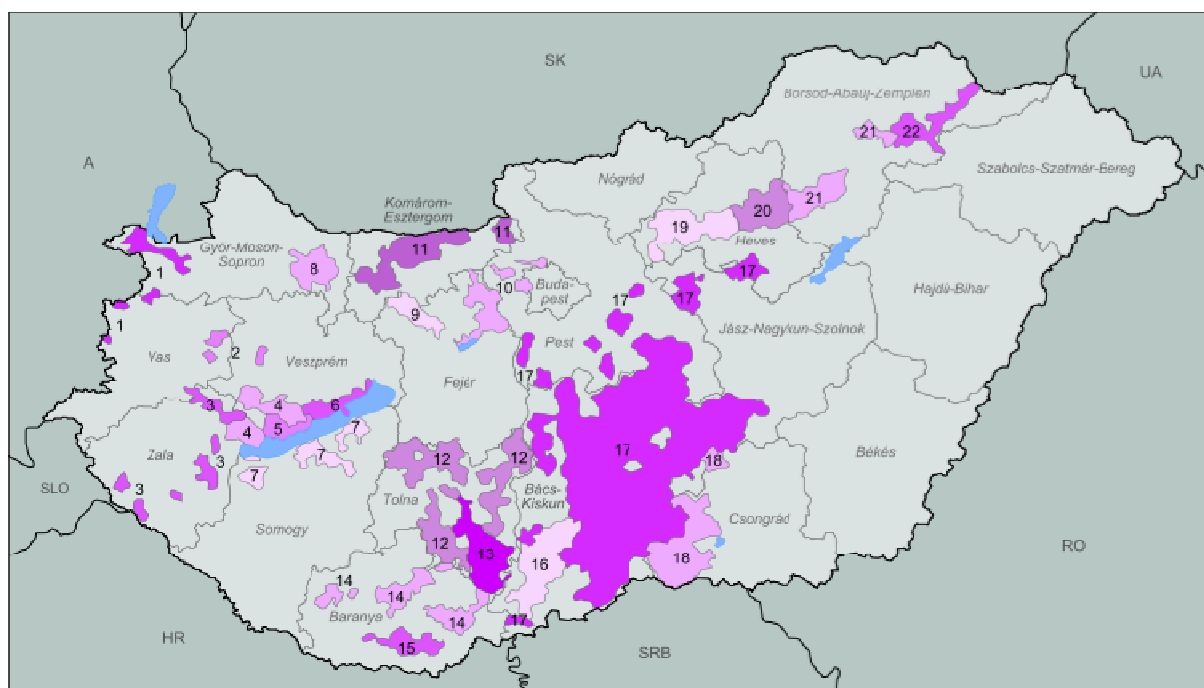 SK
UA
Borsod-Abaúj-Zemplén
21
22
A
Nógrád
Szabolcs-Szatmár-Bereg
Komárom-
Esztergom
21
20
19
11
11
Győr-Moson-
Sopron
Heves
1
8
17
10
Buda-
pest
17
17
Hajdú-Bihar
9
1
Jász-Nagykun-Szolnok
Pest
2
Vas
Veszprém
Fejér
17
3
4
6
4
5
7
7
12
12
17
Zala
3
7
18
Békés
3
SLO
Bács-
Kiskun
Tolna
Csongrád
Somogy
12
13
16
18
RO
14
14
Baranya
14
17
HR
15
SRB